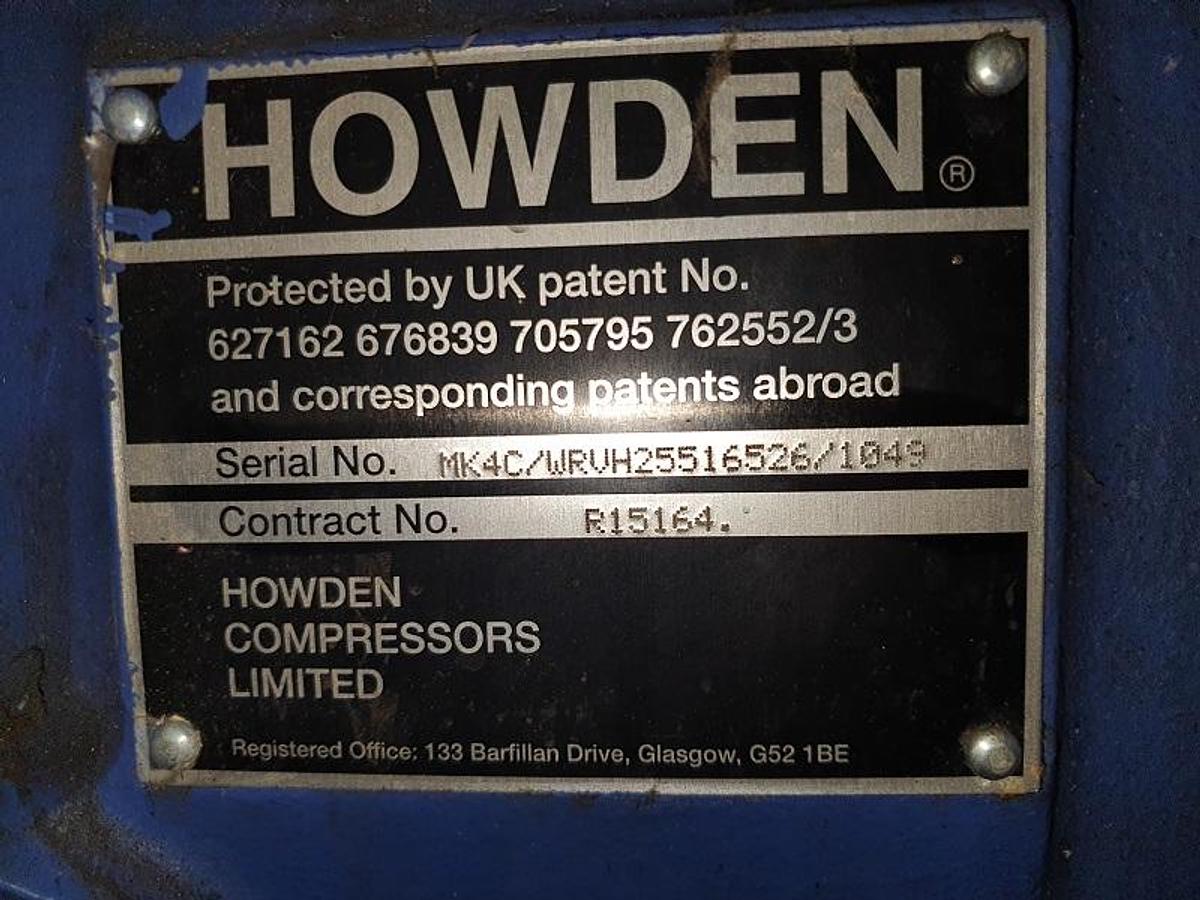 HOWDEN®
Protected by UK patent No.
627162 676839 705795 762552/3
and corresponding patents abroad
Serial No. MK4C/WRVH25516526/1049
Contract No. R15164.
HOWDEN
COMPRESSORS
LIMITED
Registered Office: 133 Barfillan Drive, Glasgow, G52 1BE